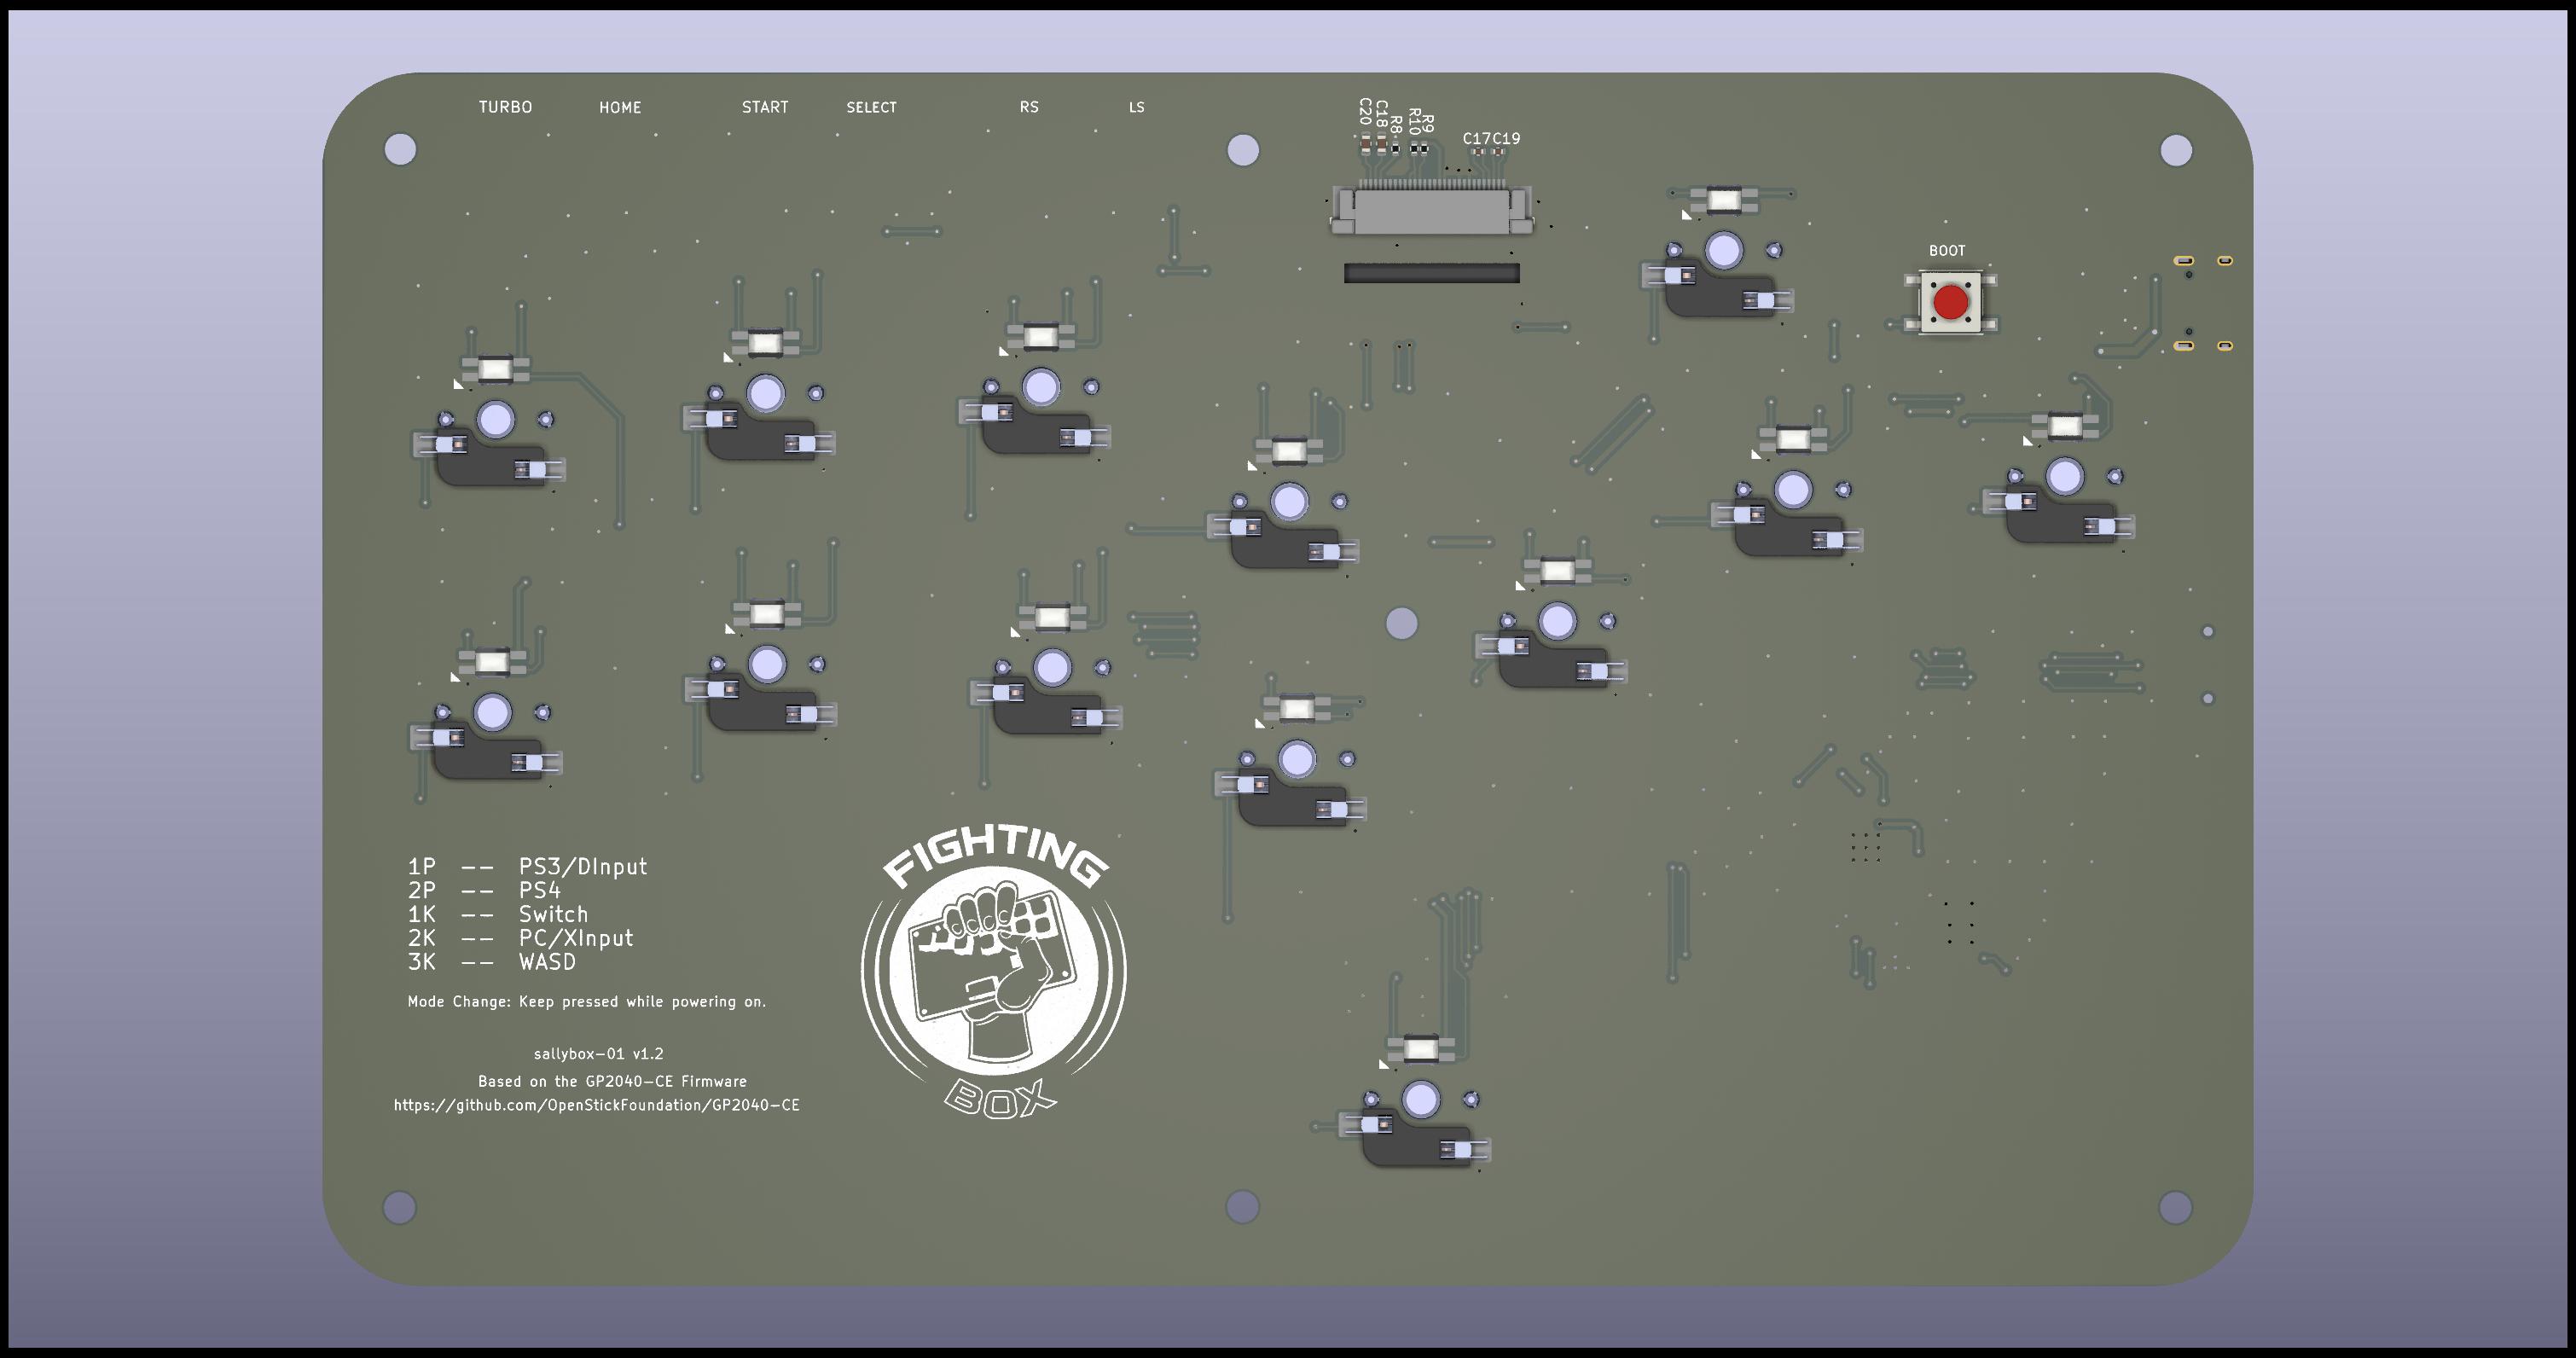 TURBO HOME START SELECT RS LS
C20 C18 R8 R10 R9 C17 C19
BOOT
FIGHTING
BOX
1P -- PS3/DInput
2P -- PS4
1K -- Switch
2K -- PC/XInput
3K -- WASD
Mode Change: Keep pressed while powering on.
sallybox-01 v1.2
Based on the GP2040-CE Firmware
https://github.com/OpenStickFoundation/GP2040-CE